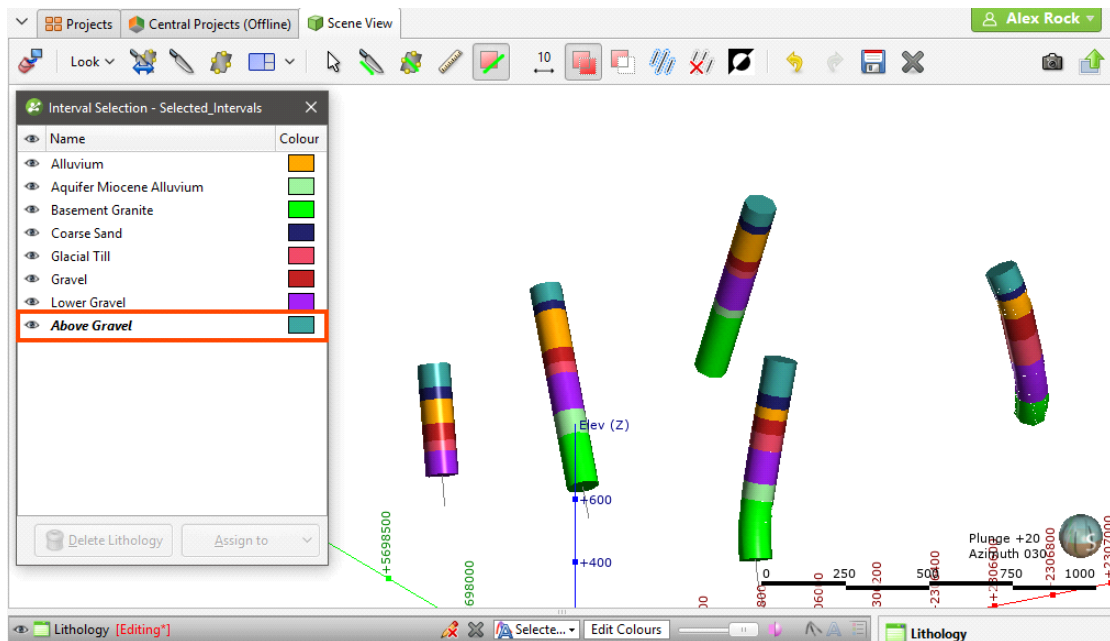 Projects
Central Projects (Offline)
Scene View
Alex Rock
Look
10
Interval Selection - Selected_Intervals
Name Colour
Alluvium
Aquifer Miocene Alluvium
Basement Granite
Coarse Sand
Glacial Till
Gravel
Lower Gravel
Above Gravel
Delete Lithology
Assign to
Elev (Z)
+600
+400
+5698500
698000
Plunge +20
Azimuth 030
0 250 500 750 1000
2306800
+2307000
Lithology [Editing*]
Selecte...
Edit Colours
Lithology